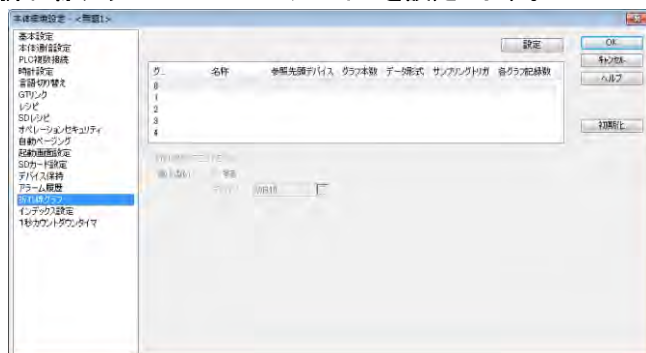 本体環境設定 - <無題1>
基本設定
本体通信設定
PLC複数接続
時計設定
言語切り替え
GTリンク
レシピ
SDレシピ
オペレーションセキュリティ
自動ページング
起動画面設定
SDカード設定
デバイス保持
アラーム履歴
折れ線グラフ
インデックス設定
1秒カウントダウンタイマ
設定
グ... 名称 参照先頭デバイス グラフ本数 データ形式 サンプリングトリガ 各グラフ記録数
0
1
2
3
4
しない する
OK
キャンセル
ヘルプ
初期化